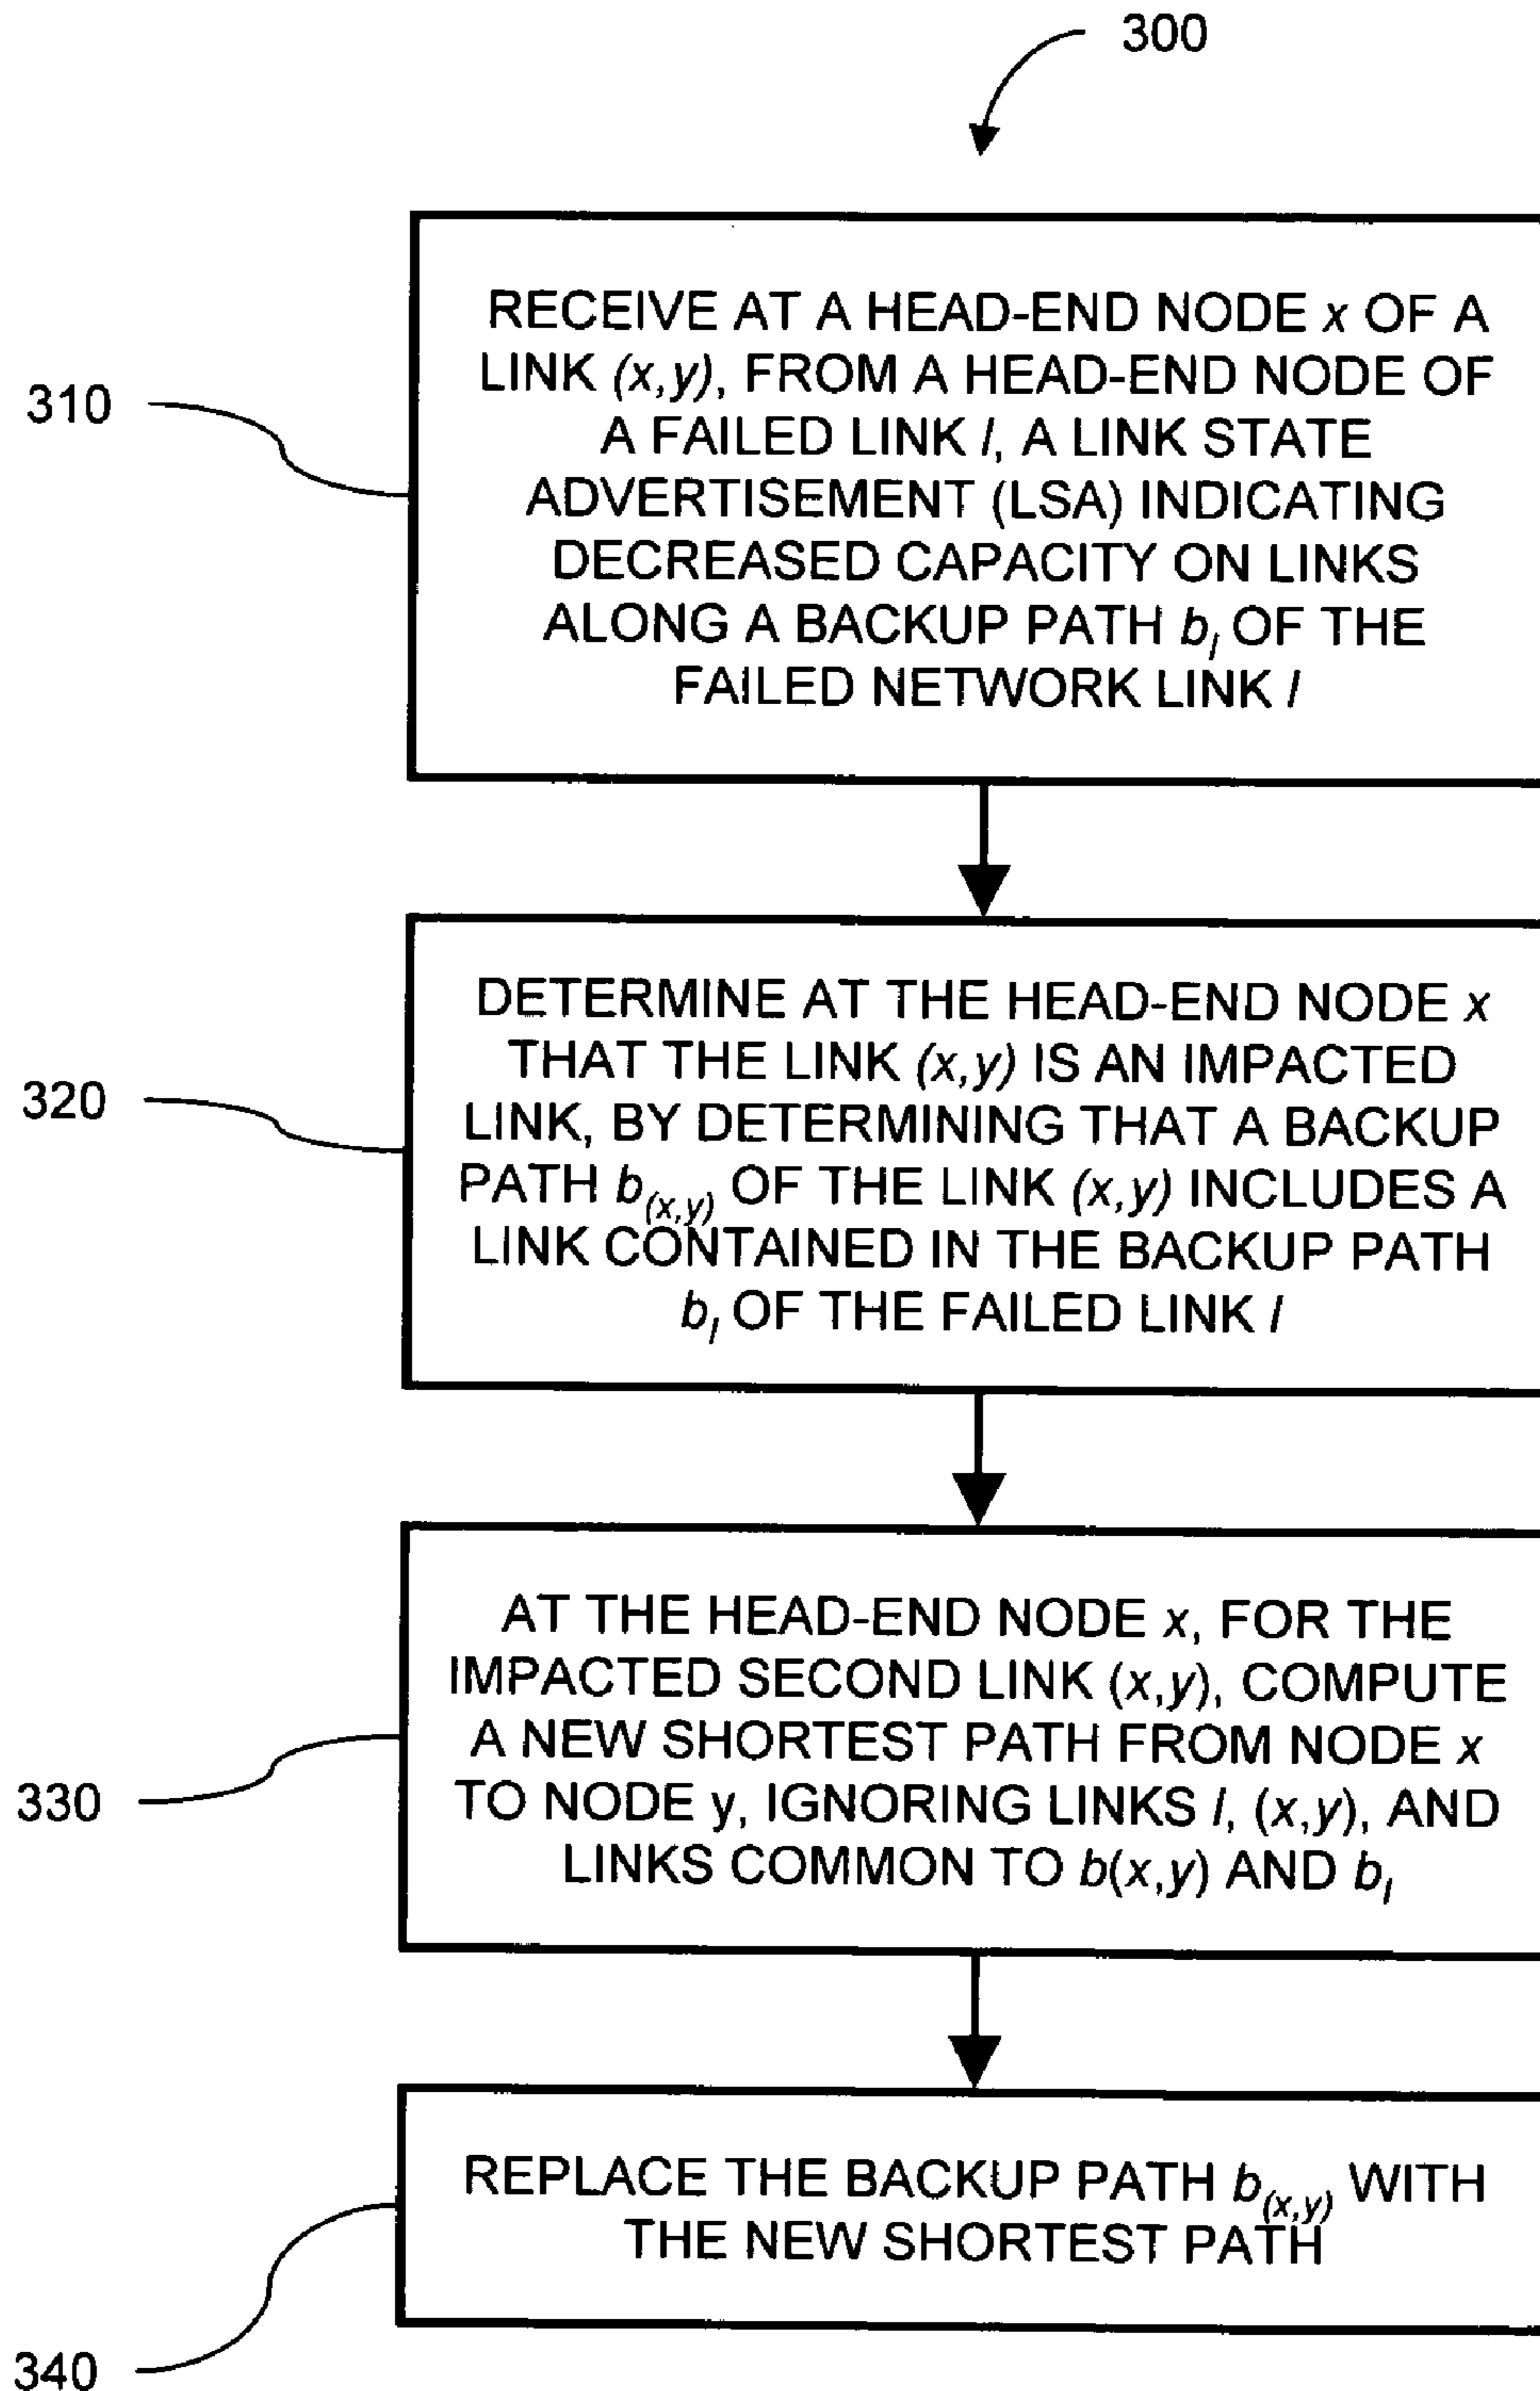 300
310
RECEIVE AT A HEAD-END NODE x OF A
LINK (x,y), FROM A HEAD-END NODE OF
A FAILED LINK l, A LINK STATE
ADVERTISEMENT (LSA) INDICATING
DECREASED CAPACITY ON LINKS
ALONG A BACKUP PATH b_l OF THE
FAILED NETWORK LINK l
320
DETERMINE AT THE HEAD-END NODE x
THAT THE LINK (x,y) IS AN IMPACTED
LINK, BY DETERMINING THAT A BACKUP
PATH b_(x,y) OF THE LINK (x,y) INCLUDES A
LINK CONTAINED IN THE BACKUP PATH
b_l OF THE FAILED LINK l
330
AT THE HEAD-END NODE x, FOR THE
IMPACTED SECOND LINK (x,y), COMPUTE
A NEW SHORTEST PATH FROM NODE x
TO NODE y, IGNORING LINKS l, (x,y), AND
LINKS COMMON TO b(x,y) AND b_l
340
REPLACE THE BACKUP PATH b_(x,y) WITH
THE NEW SHORTEST PATH